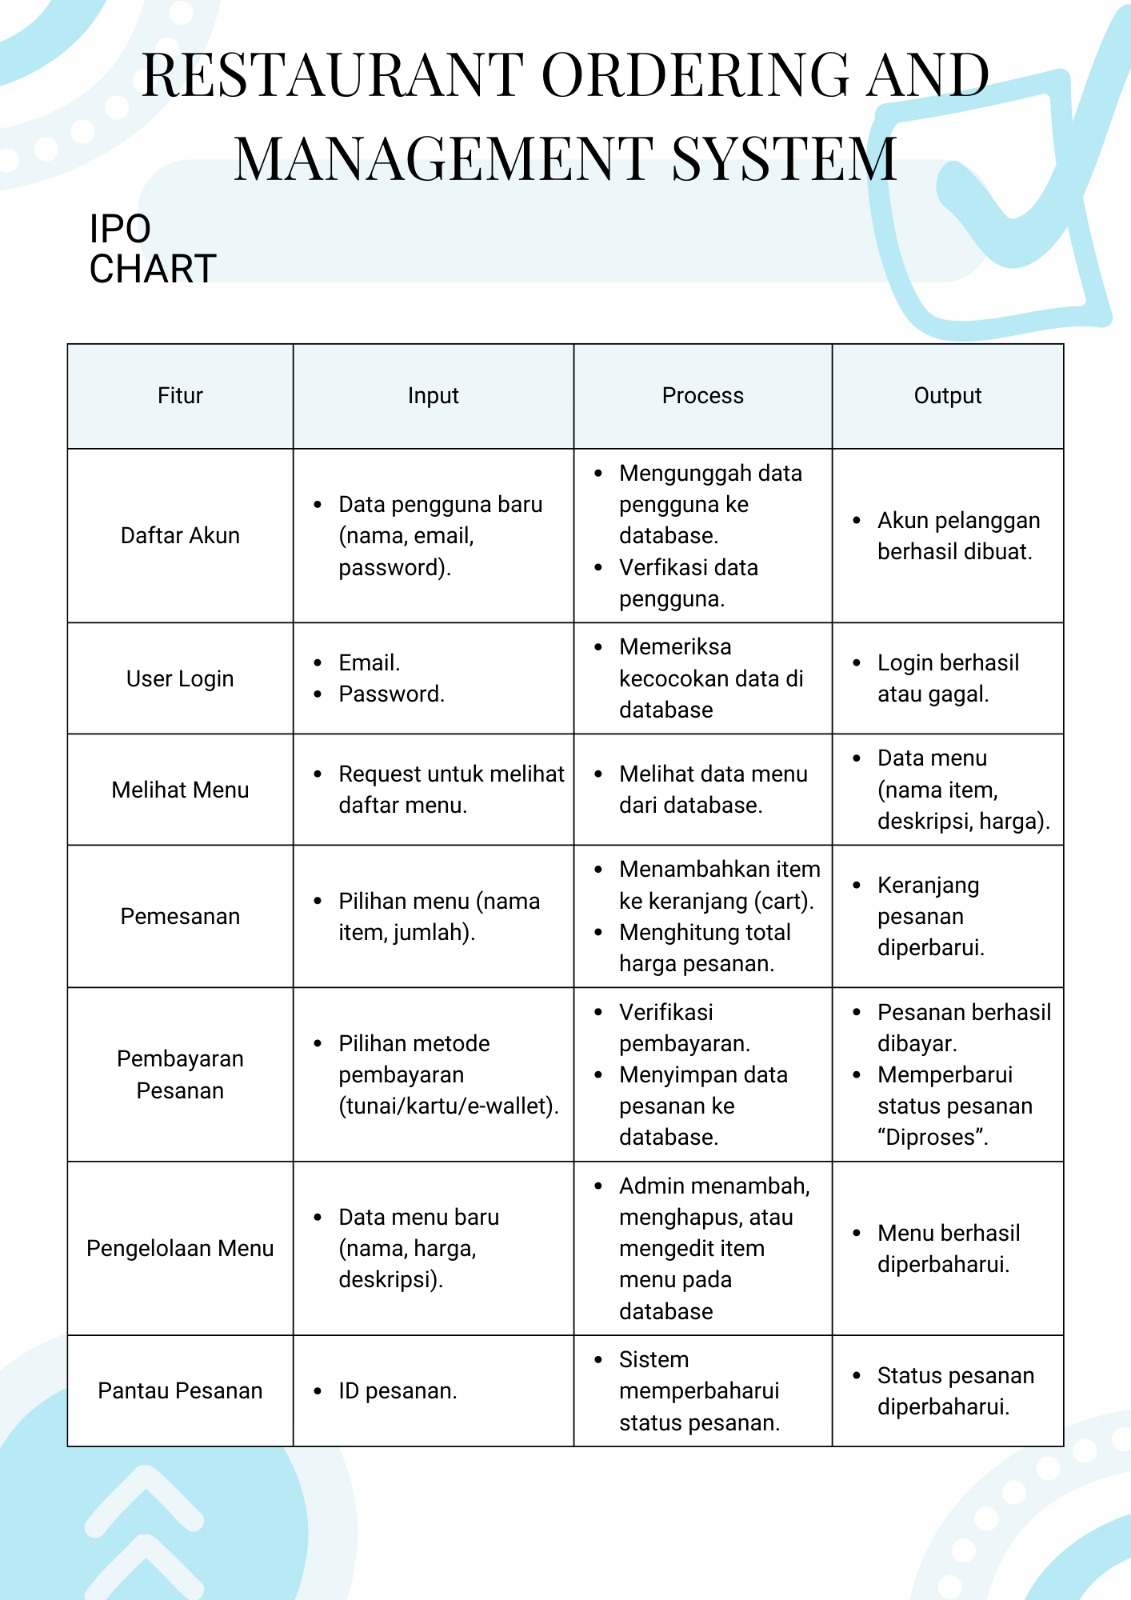 RESTAURANT ORDERING AND
MANAGEMENT SYSTEM
IPO
CHART
Fitur
Input
Process
Output
Daftar Akun
• Data pengguna baru
(nama, email,
password).
• Mengunggah data
pengguna ke
database.
• Verfikasi data
pengguna.
• Akun pelanggan
berhasil dibuat.
User Login
• Email.
• Password.
• Memeriksa
kecocokan data di
database
• Login berhasil
atau gagal.
Melihat Menu
• Request untuk melihat
daftar menu.
• Melihat data menu
dari database.
• Data menu
(nama item,
deskripsi, harga).
Pemesanan
• Pilihan menu (nama
item, jumlah).
• Menambahkan item
ke keranjang (cart).
• Menghitung total
harga pesanan.
• Keranjang
pesanan
diperbarui.
Pembayaran
Pesanan
• Pilihan metode
pembayaran
(tunai/kartu/e-wallet).
• Verifikasi
pembayaran.
• Menyimpan data
pesanan ke
database.
• Pesanan berhasil
dibayar.
• Memperbarui
status pesanan
“Diproses”.
Pengelolaan Menu
• Data menu baru
(nama, harga,
deskripsi).
• Admin menambah,
menghapus, atau
mengedit item
menu pada
database
• Menu berhasil
diperbaharui.
Pantau Pesanan
• ID pesanan.
• Sistem
memperbaharui
status pesanan.
• Status pesanan
diperbaharui.